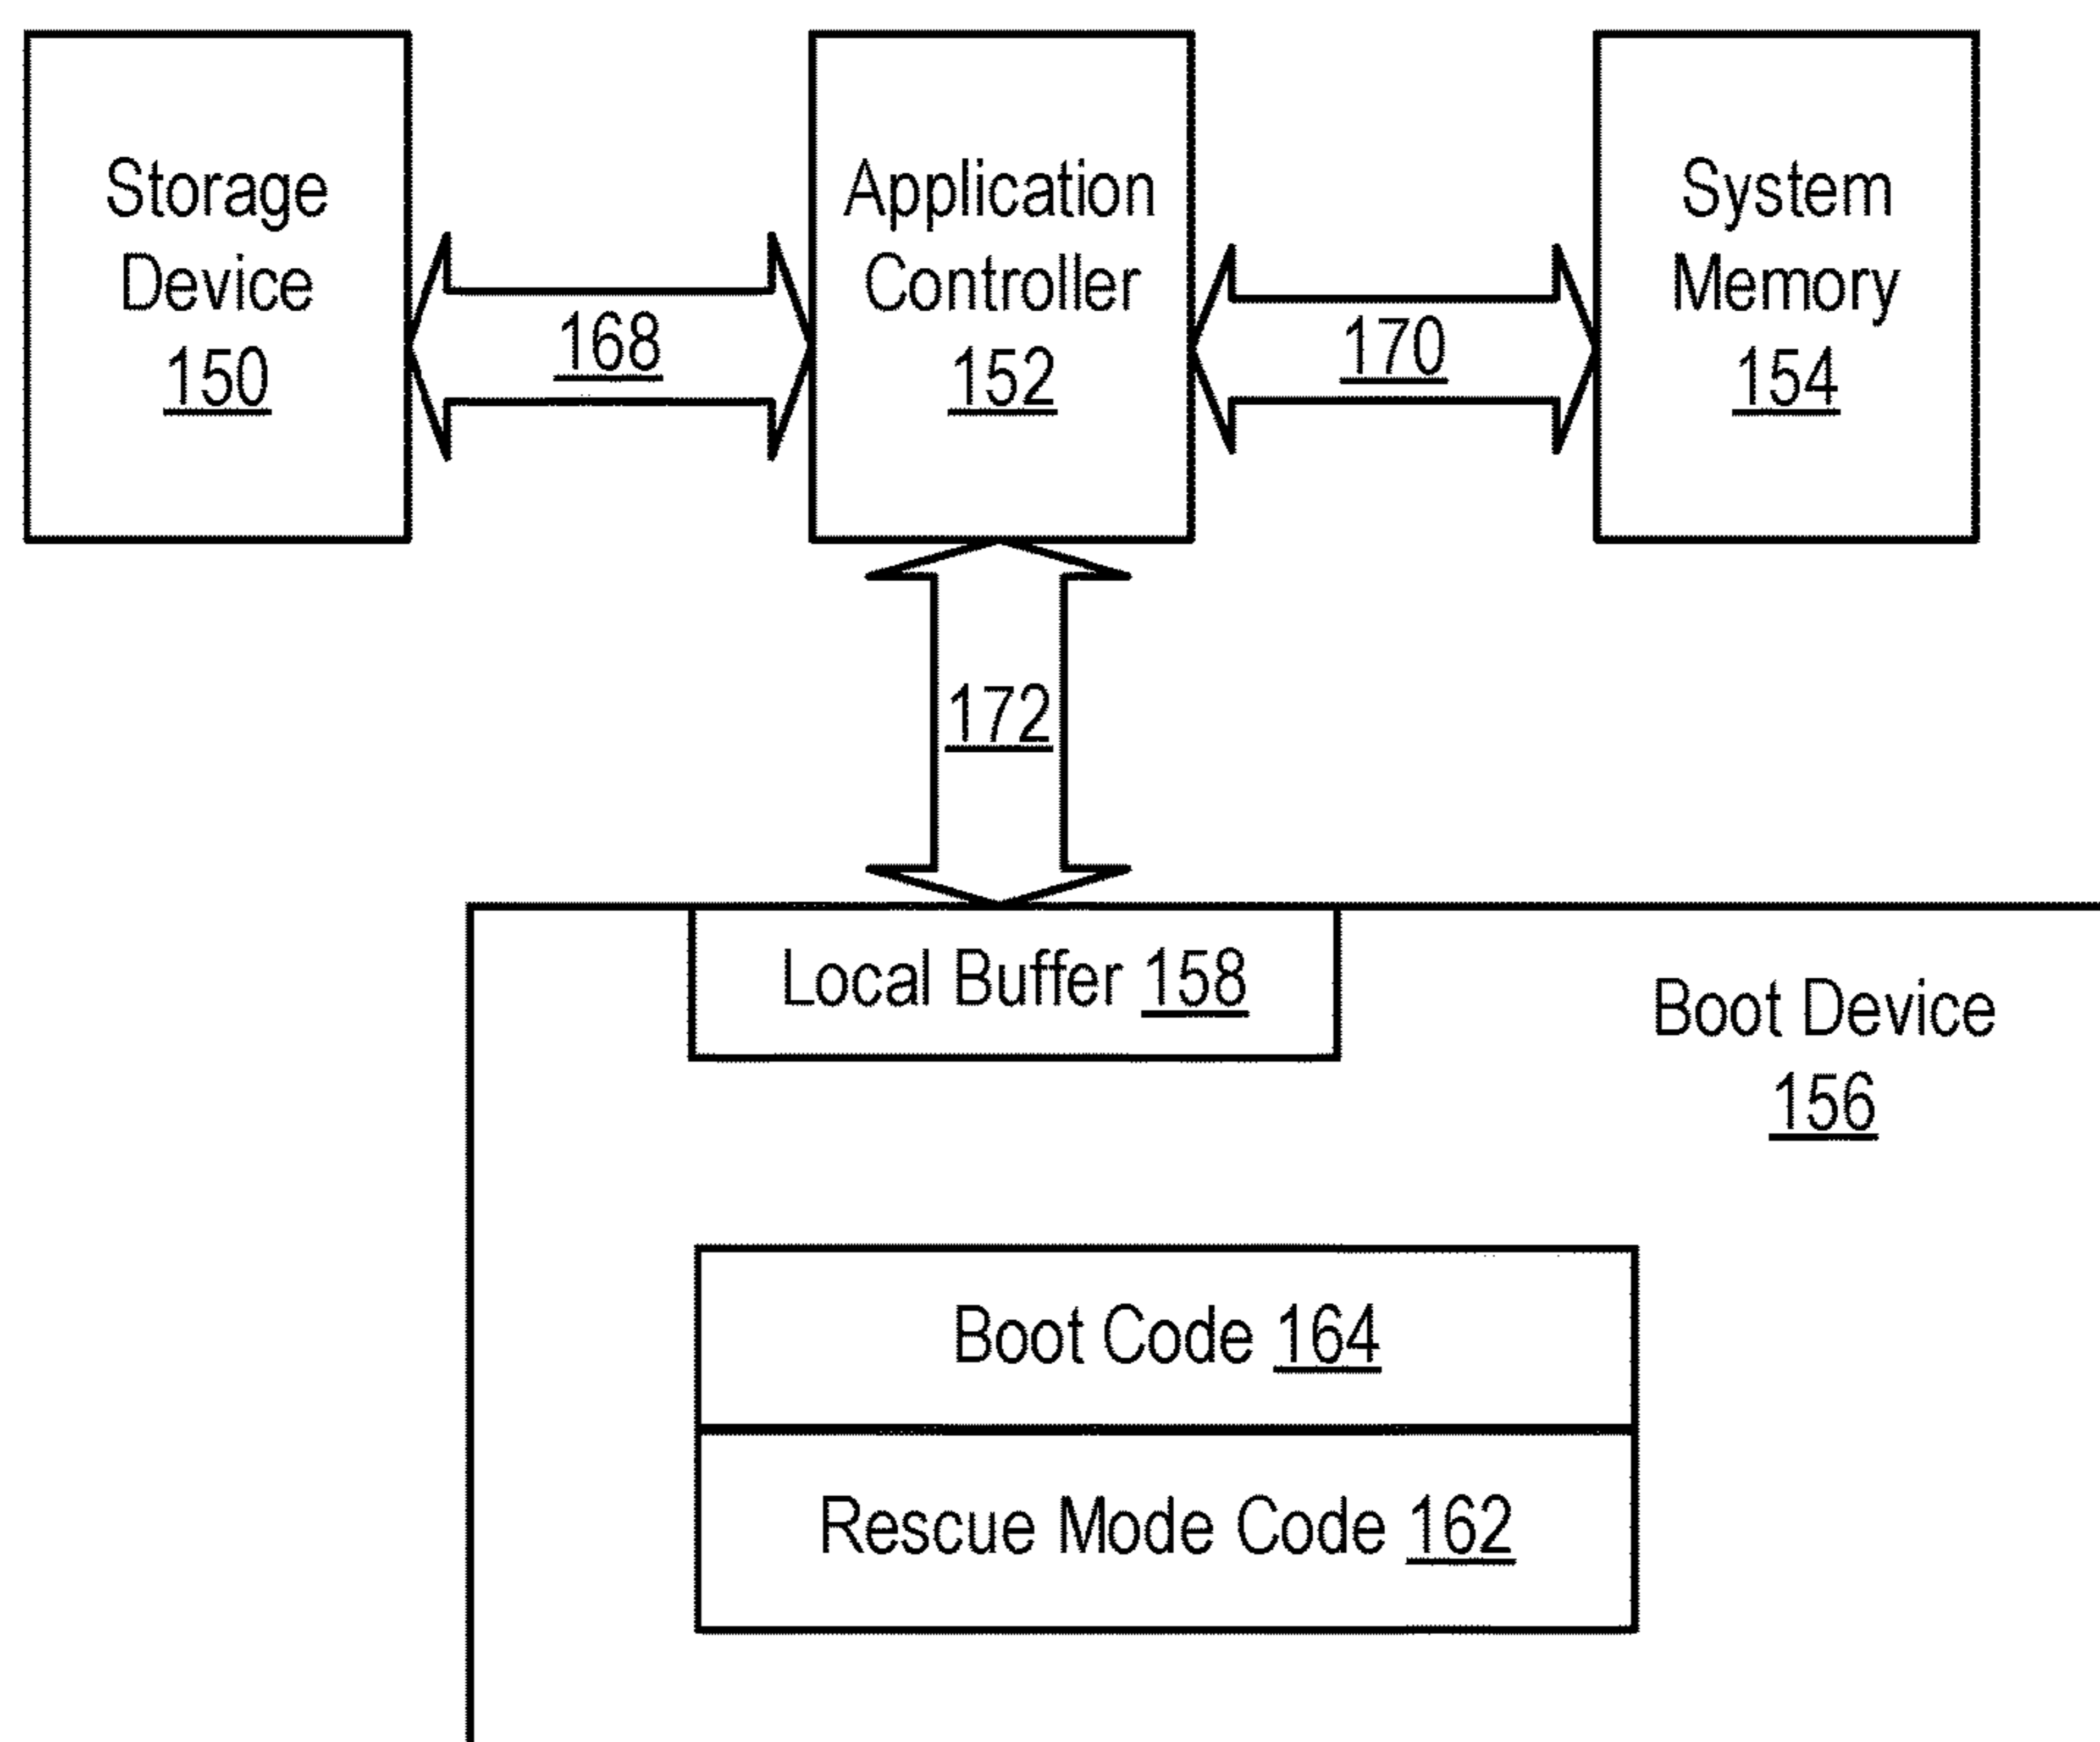 Storage
Device
150
168
Application
Controller
152
170
System
Memory
154
172
Local Buffer 158
Boot Device
156
Boot Code 164
Rescue Mode Code 162